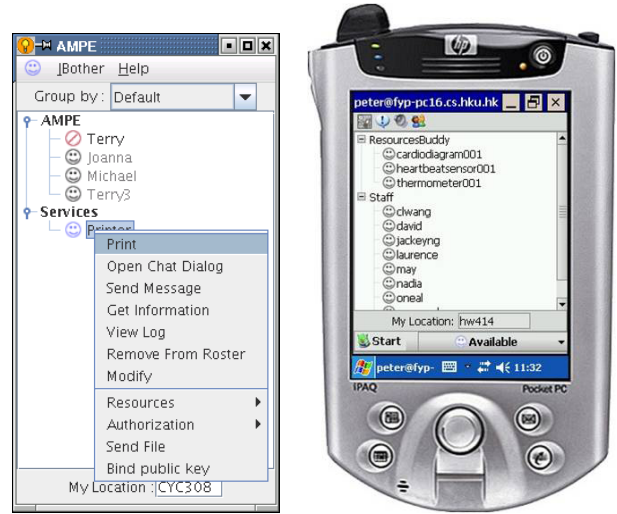 AMPE
JBother Help
Group by: Default
AMPE
Terry
Joanna
Michael
Terry3
Services
Printer
Print
Open Chat Dialog
Send Message
Get Information
View Log
Remove From Roster
Modify
Resources
Authorization
Send File
Bind public key
My Location : CYC308
hp
peter@fyp-pc16.cs.hku.hk
ResourcesBuddy
cardiodiagram001
heartbeatsensor001
thermometer001
Staff
clwang
david
jackeyng
laurence
may
nadia
oneal
My Location: hw414
Start Available
peter@fyp- 11:32
iPAQ Pocket PC